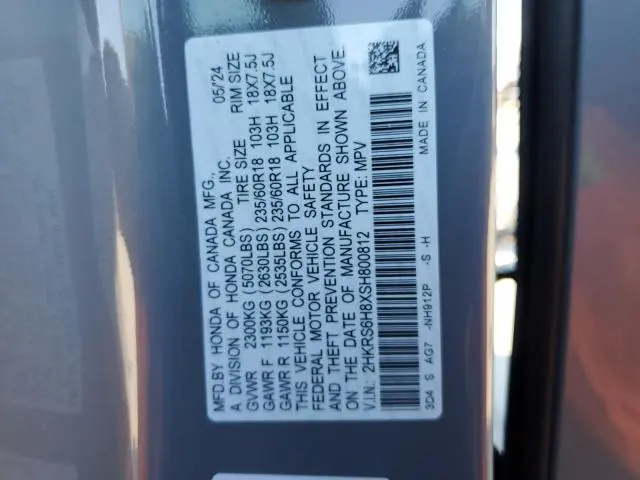 MFD BY HONDA OF CANADA MFG., 05/24
A DIVISION OF HONDA CANADA INC.
TIRE SIZE RIM SIZE
GVWR 2300KG (5070LBS)
GAWR F 1193KG (2630LBS) 235/60R18 103H 18X7.5J
GAWR R 1150KG (2535LBS) 235/60R18 103H 18X7.5J
THIS VEHICLE CONFORMS TO ALL APPLICABLE
FEDERAL MOTOR VEHICLE SAFETY
AND THEFT PREVENTION STANDARDS IN EFFECT
ON THE DATE OF MANUFACTURE SHOWN ABOVE.
V.I.N.: 2HKRS6H8XSH800812 TYPE: MPV
3D4 S AG7 -NH912P -S -H
MADE IN CANADA